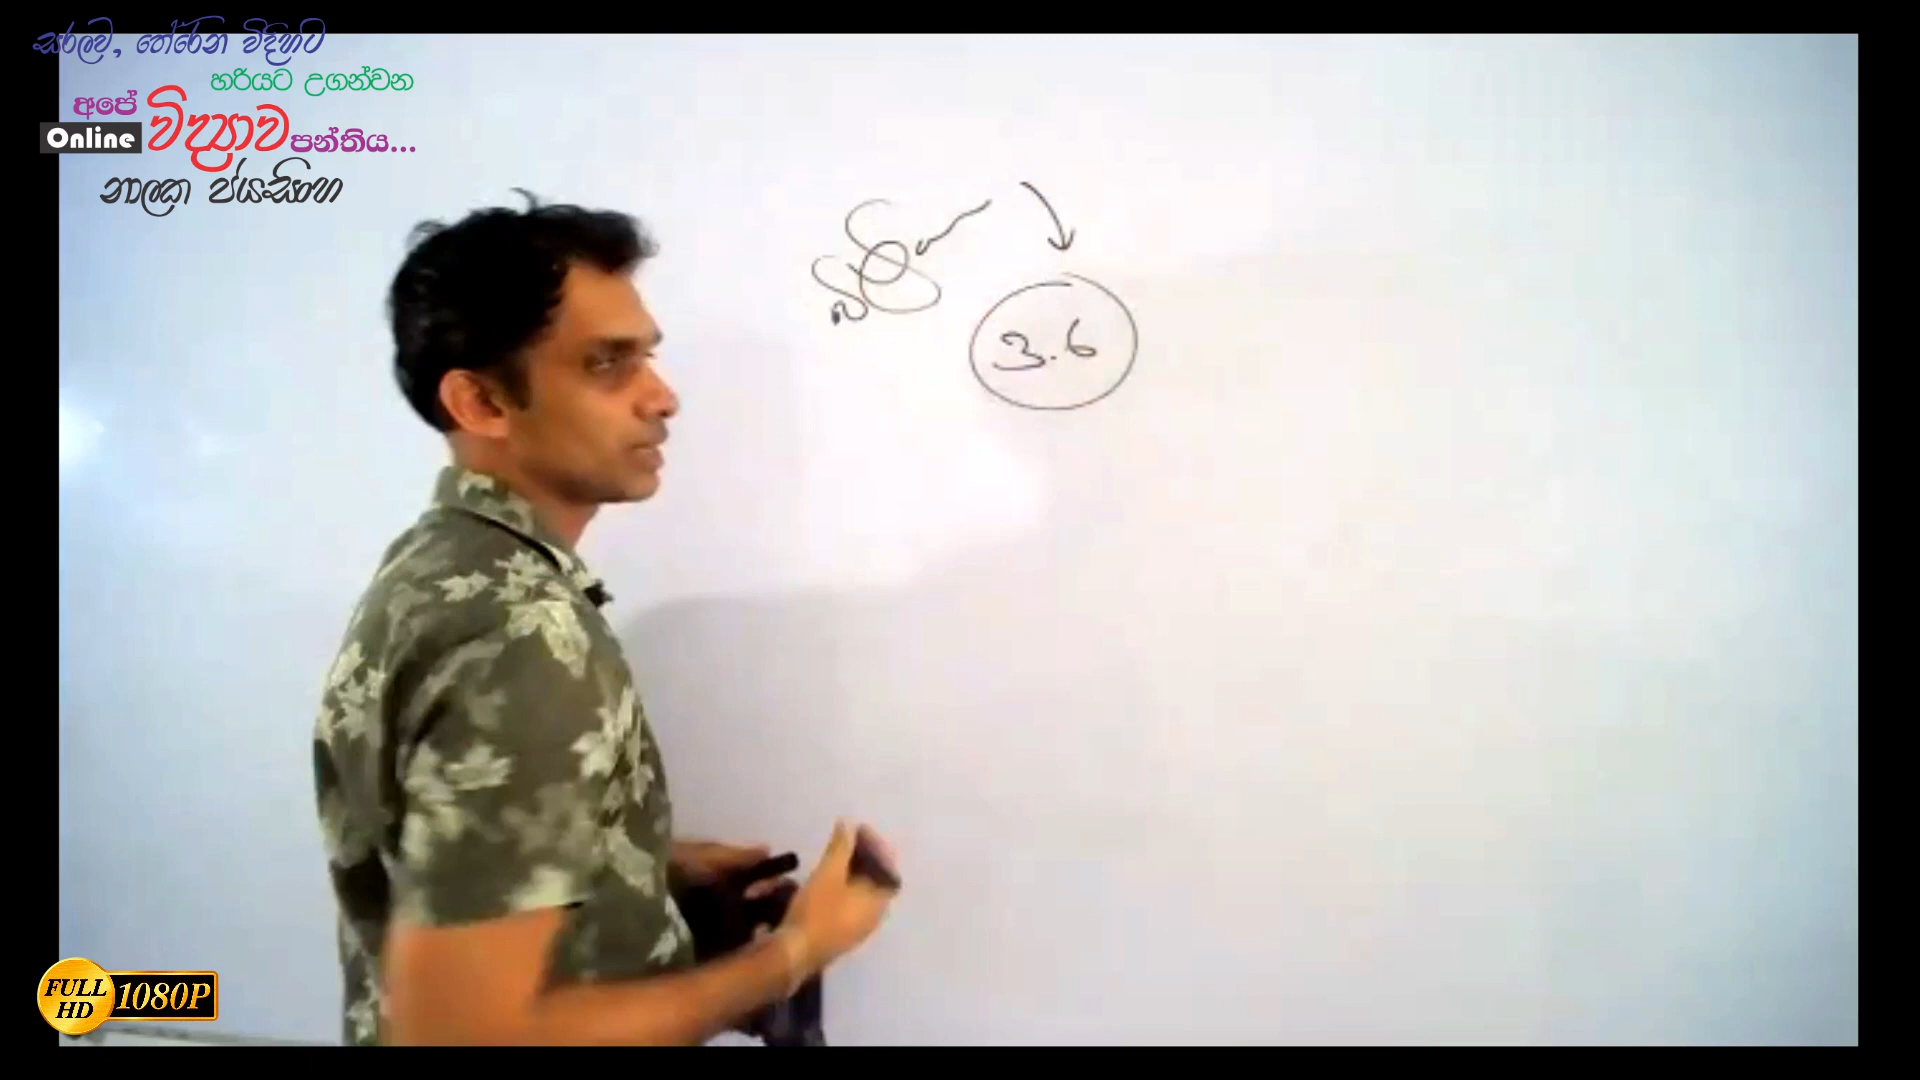 සරලව, තේරෙන විදිහට
හරියට උගන්වන
අපේ
Online විද්‍යාව පන්තිය...
නාලක ජයසිංහ
3.6
FULL HD 1080P